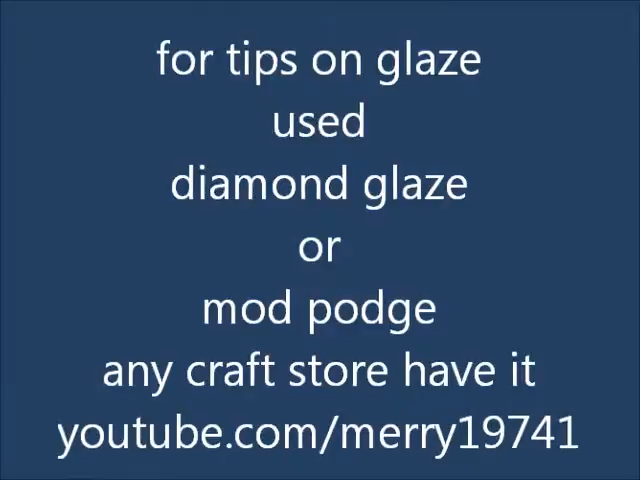 for tips on glaze
used
diamond glaze
or
mod podge
any craft store have it
youtube.com/merry19741